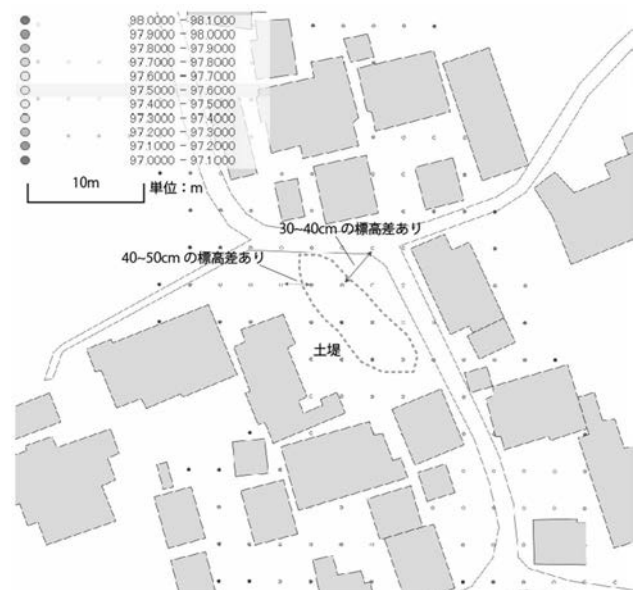 98.0000 - 98.1000
97.9000 - 98.0000
97.8000 - 97.9000
97.7000 - 97.8000
97.6000 - 97.7000
97.5000 - 97.6000
97.4000 - 97.5000
97.3000 - 97.4000
97.2000 - 97.3000
97.1000 - 97.2000
97.0000 - 97.1000
10m
単位：m
30~40cm の標高差あり
40~50cm の標高差あり
土堤